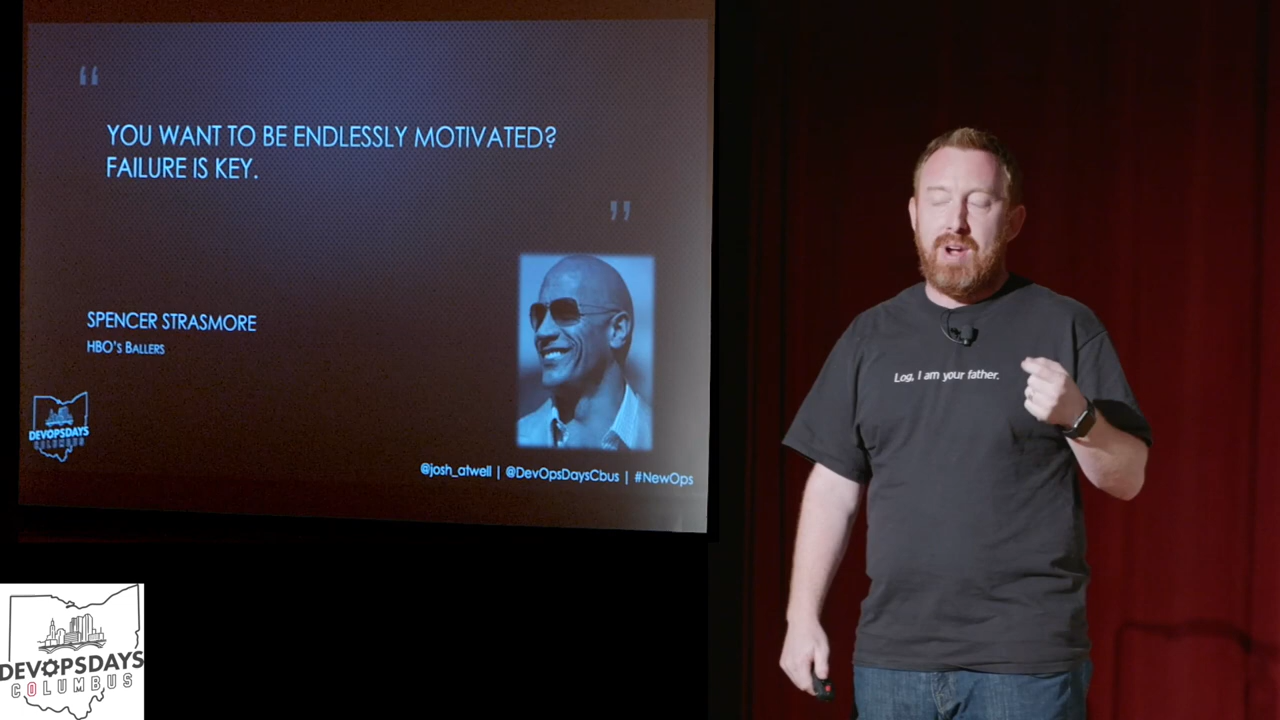 “
YOU WANT TO BE ENDLESSLY MOTIVATED?
FAILURE IS KEY.
”
SPENCER STRASMORE
HBO'S BALLERS
DEVOPSDAYS
COLUMBUS
@josh_atwell | @DevOpsDaysCbus | #NewOps
Log, I am your father.
DEVOPSDAYS
COLUMBUS